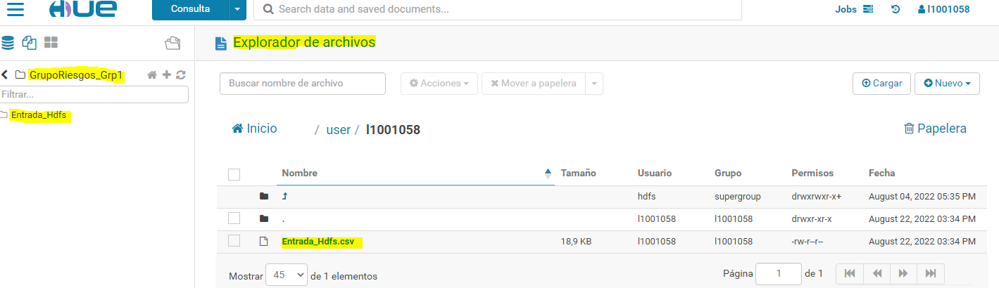 HUE
Consulta
Search data and saved documents...
Jobs
l1001058
GrupoRiesgos_Grp1
Filtrar...
Entrada_Hdfs
Explorador de archivos
Buscar nombre de archivo
Acciones
Mover a papelera
Cargar
Nuevo
Inicio / user / l1001058
Papelera
Nombre Tamaño Usuario Grupo Permisos Fecha
hdfs supergroup drwxrwxr-x+ August 04, 2022 05:35 PM
. l1001058 l1001058 drwxr-xr-x August 22, 2022 03:34 PM
Entrada_Hdfs.csv 18,9 KB l1001058 l1001058 -rw-r--r-- August 22, 2022 03:34 PM
Mostrar 45 de 1 elementos
Página 1 de 1